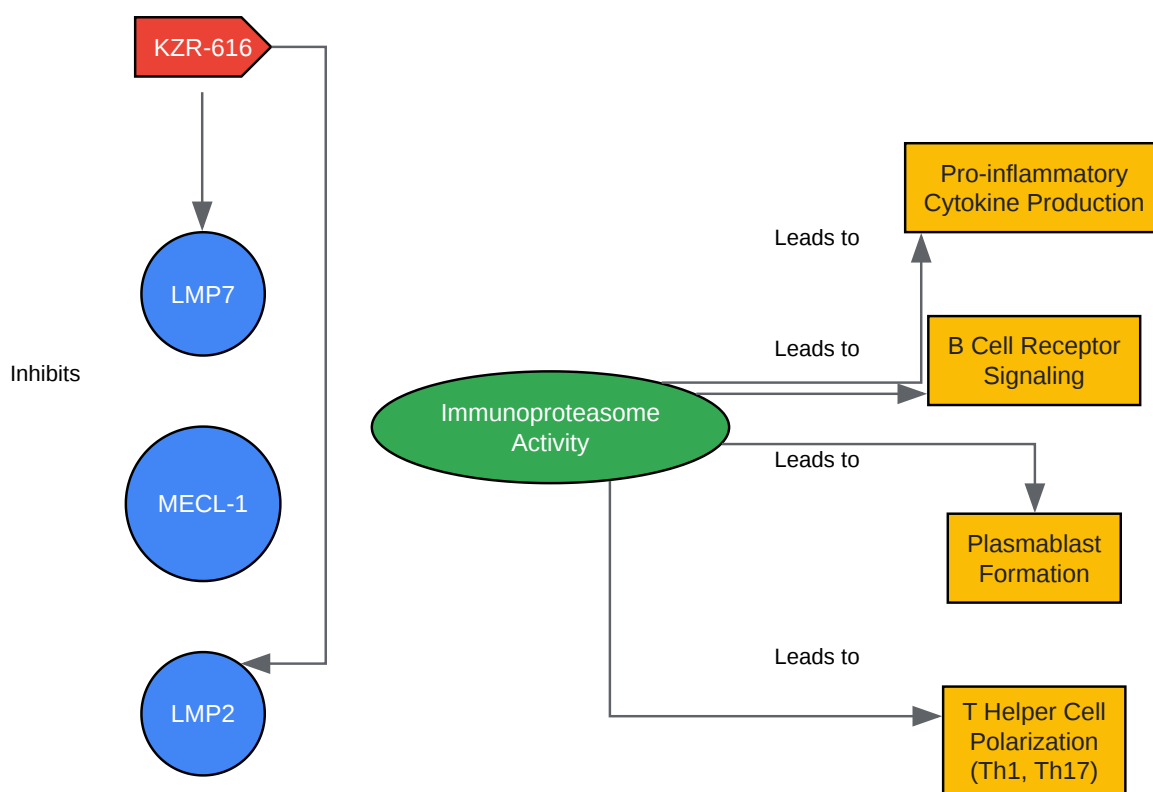 KZR-616
LMP7
Inhibits
MECL-1
LMP2
Immunoproteasome
Activity
Leads to
Pro-inflammatory
Cytokine Production
Leads to
B Cell Receptor
Signaling
Leads to
Plasmablast
Formation
Leads to
T Helper Cell
Polarization
(Th1, Th17)